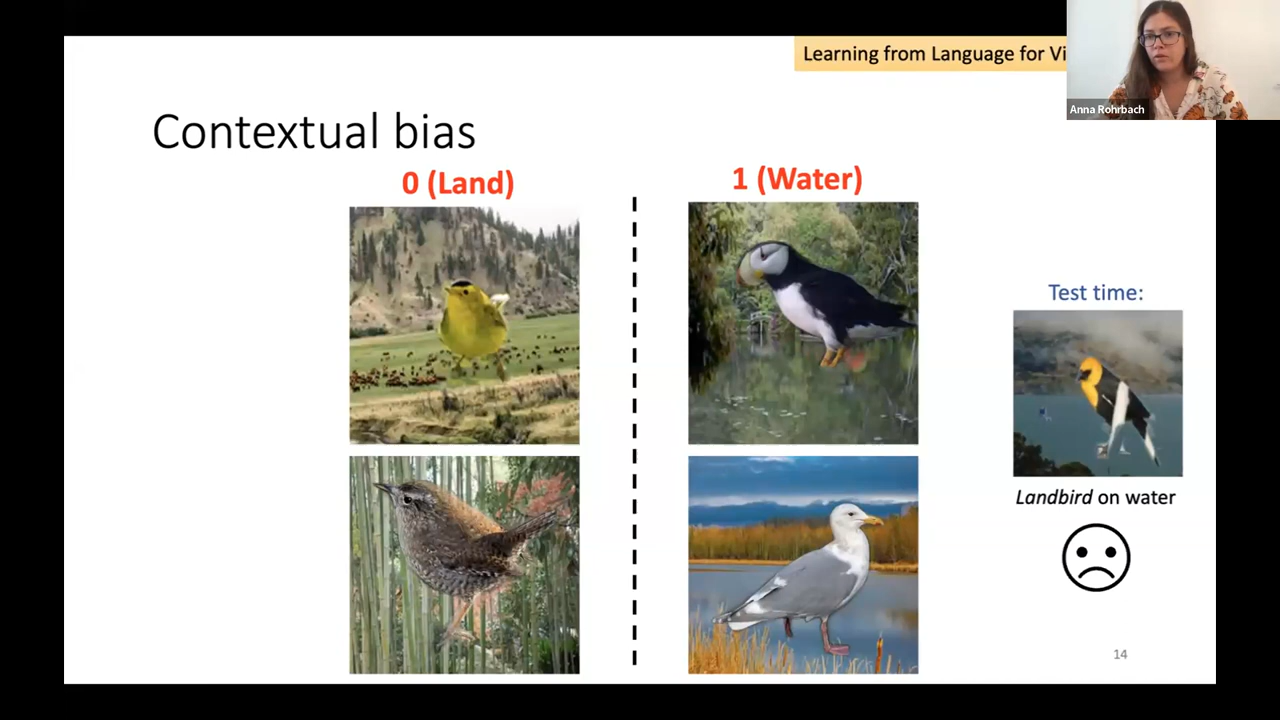 Learning from Language for Vi
Anna Rohrbach
Contextual bias
0 (Land)
1 (Water)
Test time:
Landbird on water
14